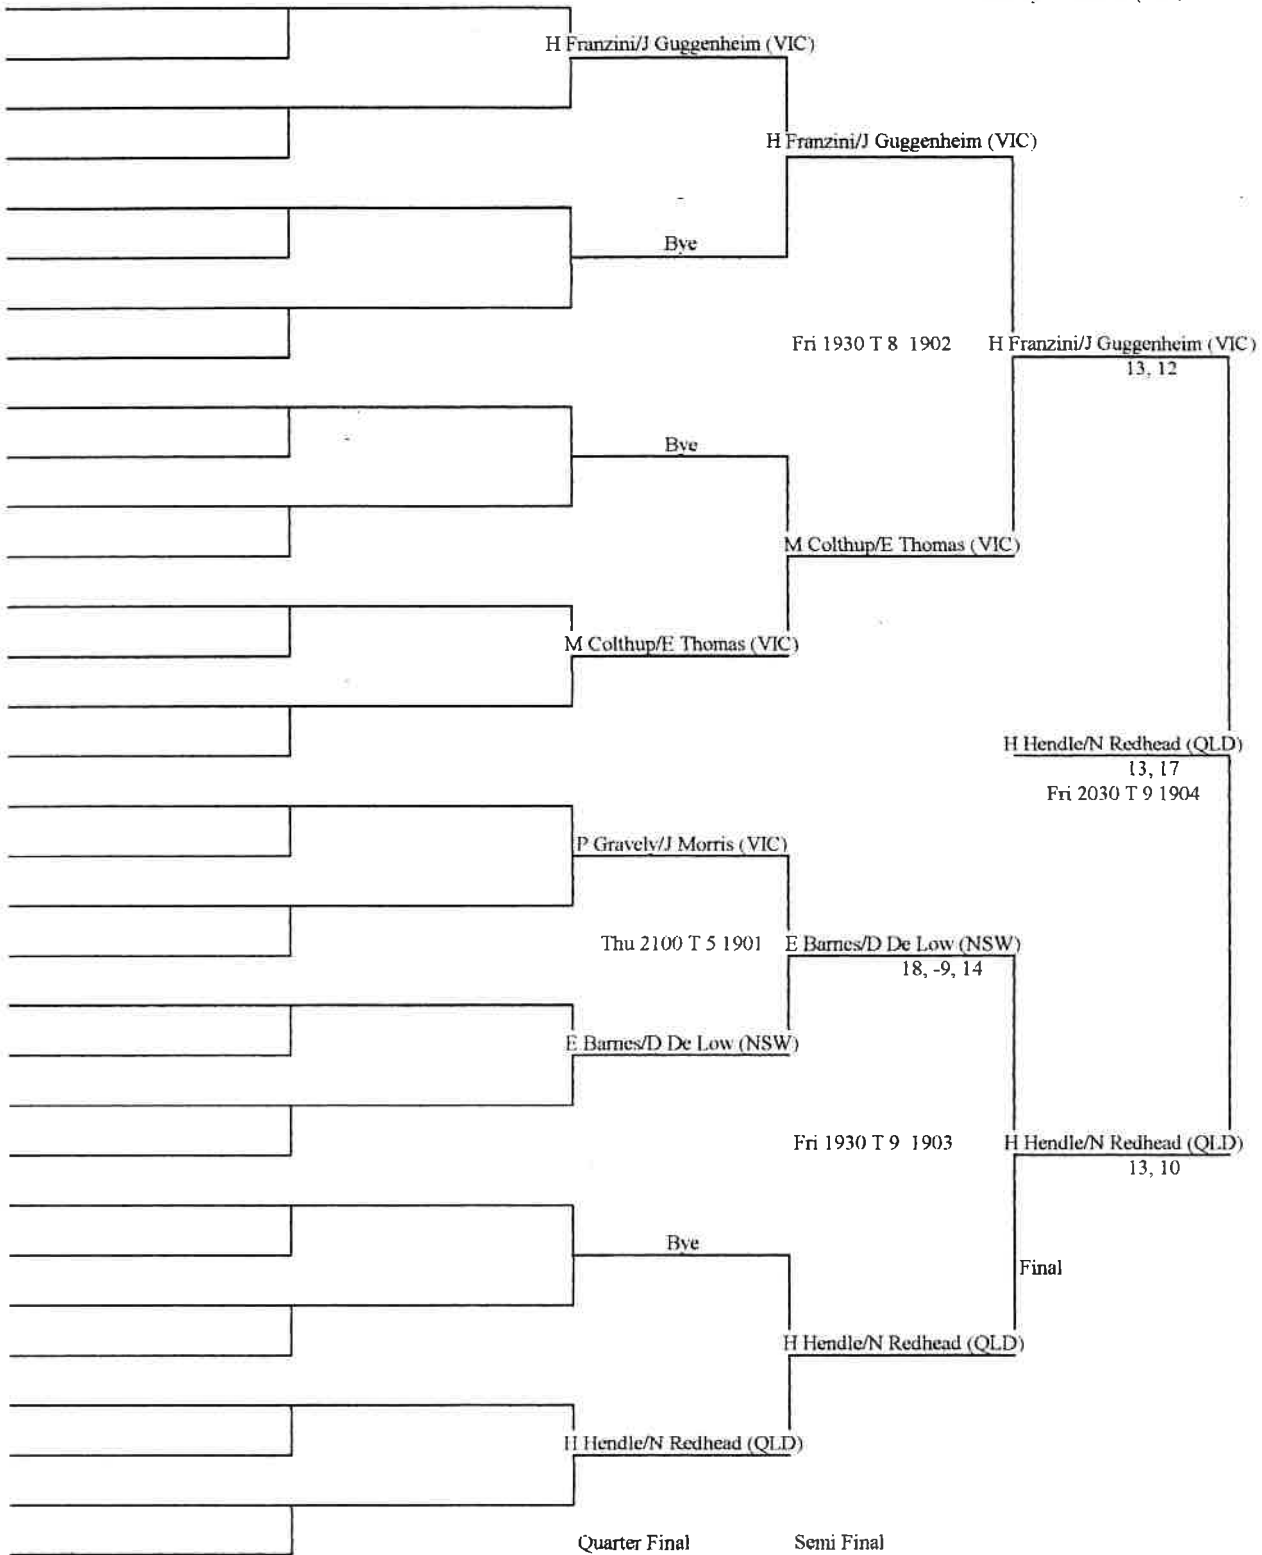 H Franzini/J Guggenheim (VIC)
H Franzini/J Guggenheim (VIC)
Bye
Fri 1930 T 8 1902 H Franzini/J Guggenheim (VIC)
13, 12
Bye
M Colthup/E Thomas (VIC)
M Colthup/E Thomas (VIC)
H Hendle/N Redhead (QLD)
13, 17
Fri 2030 T 9 1904
P Gravely/J Morris (VIC)
Thu 2100 T 5 1901 E Barnes/D De Low (NSW)
18, -9, 14
E Barnes/D De Low (NSW)
Fri 1930 T 9 1903 H Hendle/N Redhead (QLD)
13, 10
Bye
Final
H Hendle/N Redhead (QLD)
H Hendle/N Redhead (QLD)
Quarter Final Semi Final